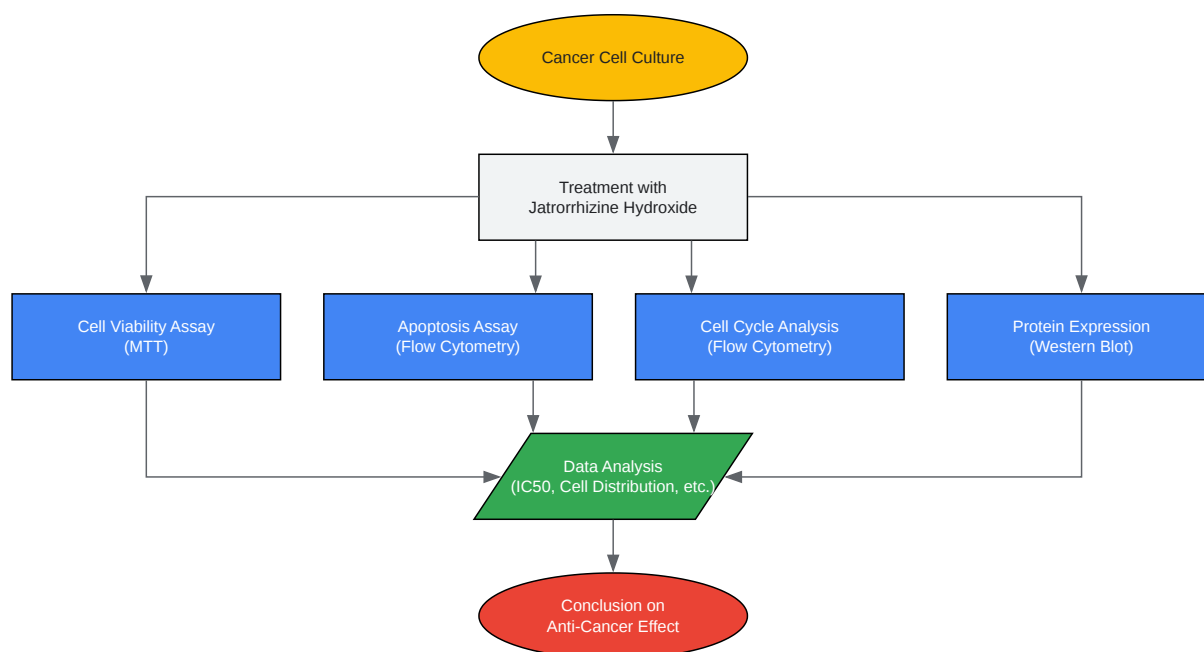 Cancer Cell Culture
Treatment with
Jatrorrhizine Hydroxide
Cell Viability Assay
(MTT)
Apoptosis Assay
(Flow Cytometry)
Cell Cycle Analysis
(Flow Cytometry)
Protein Expression
(Western Blot)
Data Analysis
(IC50, Cell Distribution, etc.)
Conclusion on
Anti-Cancer Effect